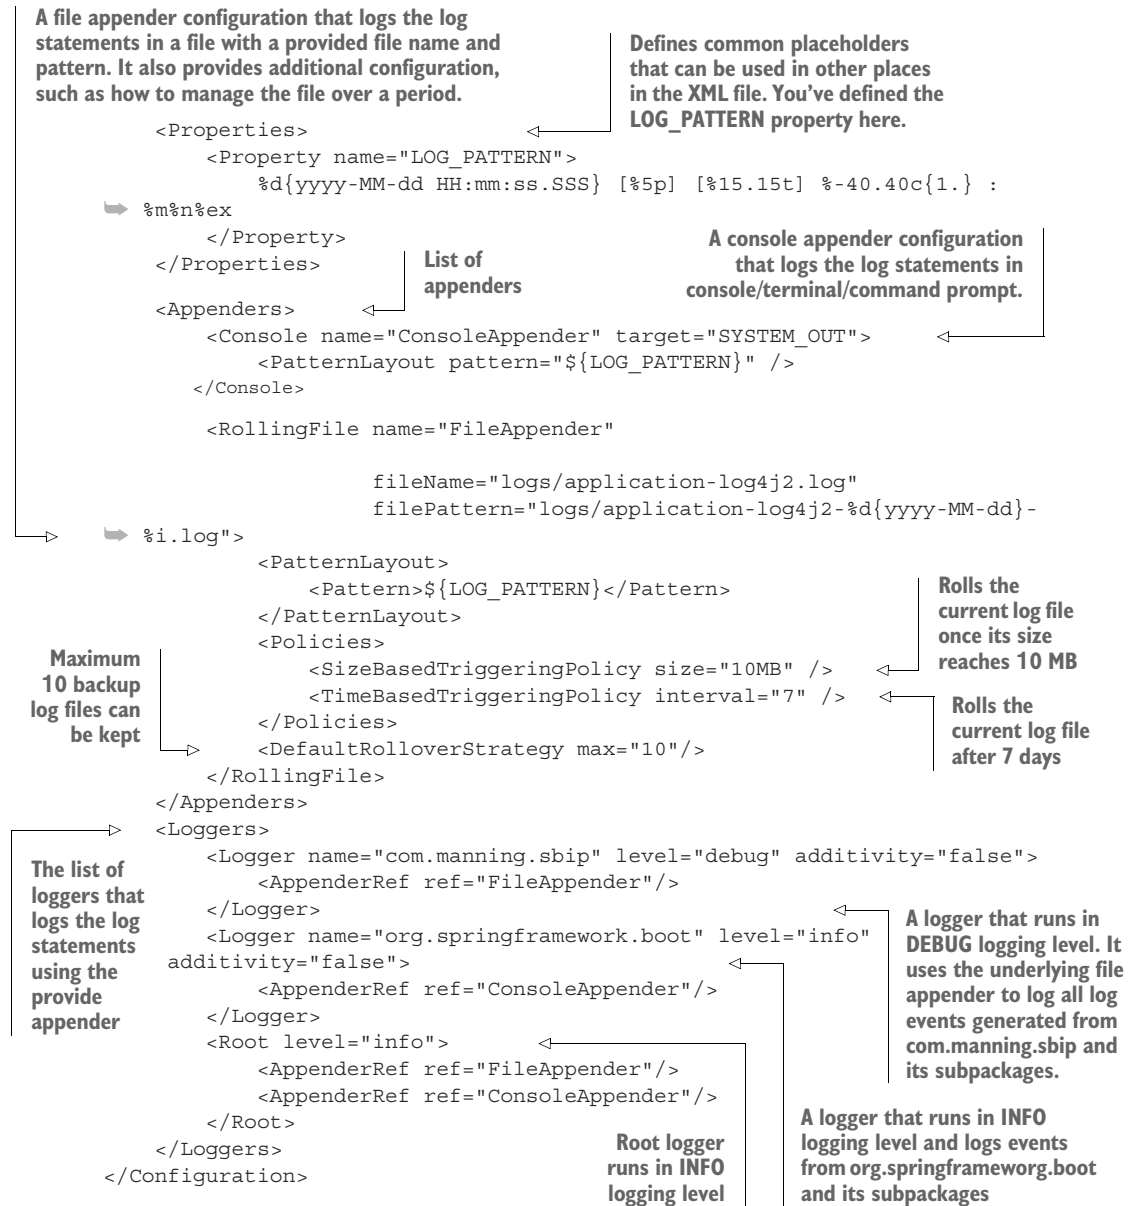 A file appender configuration that logs the log
statements in a file with a provided file name and
pattern. It also provides additional configuration,
such as how to manage the file over a period.
Defines common placeholders
that can be used in other places
in the XML file. You've defined the
LOG_PATTERN property here.
<Properties>
<Property name="LOG_PATTERN">
%d{yyyy-MM-dd HH:mm:ss.SSS} [%5p] [%15.15t] %-40.40c{1.} :
➥ %m%n%ex
</Property>
</Properties>
List of
appenders
A console appender configuration
that logs the log statements in
console/terminal/command prompt.
<Appenders>
<Console name="ConsoleAppender" target="SYSTEM_OUT">
<PatternLayout pattern="${LOG_PATTERN}" />
</Console>
<RollingFile name="FileAppender"
fileName="logs/application-log4j2.log"
filePattern="logs/application-log4j2-%d{yyyy-MM-dd}-
➥ %i.log">
<PatternLayout>
<Pattern>${LOG_PATTERN}</Pattern>
</PatternLayout>
<Policies>
<SizeBasedTriggeringPolicy size="10MB" />
<TimeBasedTriggeringPolicy interval="7" />
</Policies>
<DefaultRolloverStrategy max="10"/>
</RollingFile>
</Appenders>
Rolls the
current log file
once its size
reaches 10 MB
Rolls the
current log file
after 7 days
Maximum
10 backup
log files can
be kept
<Loggers>
<Logger name="com.manning.sbip" level="debug" additivity="false">
<AppenderRef ref="FileAppender"/>
</Logger>
<Logger name="org.springframework.boot" level="info"
additivity="false">
<AppenderRef ref="ConsoleAppender"/>
</Logger>
<Root level="info">
<AppenderRef ref="FileAppender"/>
<AppenderRef ref="ConsoleAppender"/>
</Root>
</Loggers>
</Configuration>
The list of
loggers that
logs the log
statements
using the
provide
appender
A logger that runs in
DEBUG logging level. It
uses the underlying file
appender to log all log
events generated from
com.manning.sbip and
its subpackages.
Root logger
runs in INFO
logging level
A logger that runs in INFO
logging level and logs events
from org.springframeworg.boot
and its subpackages